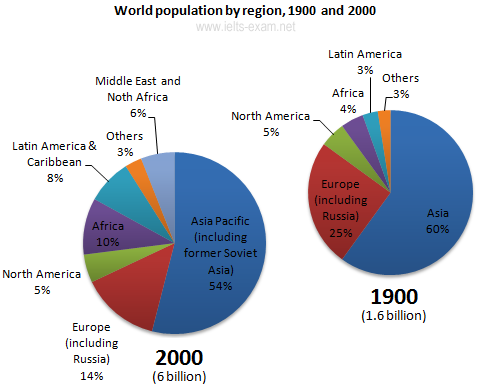 World population by region, 1900 and 2000
www.ielts-exam.net
Middle East and
Noth Africa
6%
Others
3%
Latin America &
Caribbean
8%
Africa
10%
North America
5%
Europe
(including
Russia)
14%
Asia Pacific
(including
former Soviet
Asia)
54%
2000
(6 billion)
Latin America
3%
Others
3%
Africa
4%
North America
5%
Europe
(including
Russia)
25%
Asia
60%
1900
(1.6 billion)